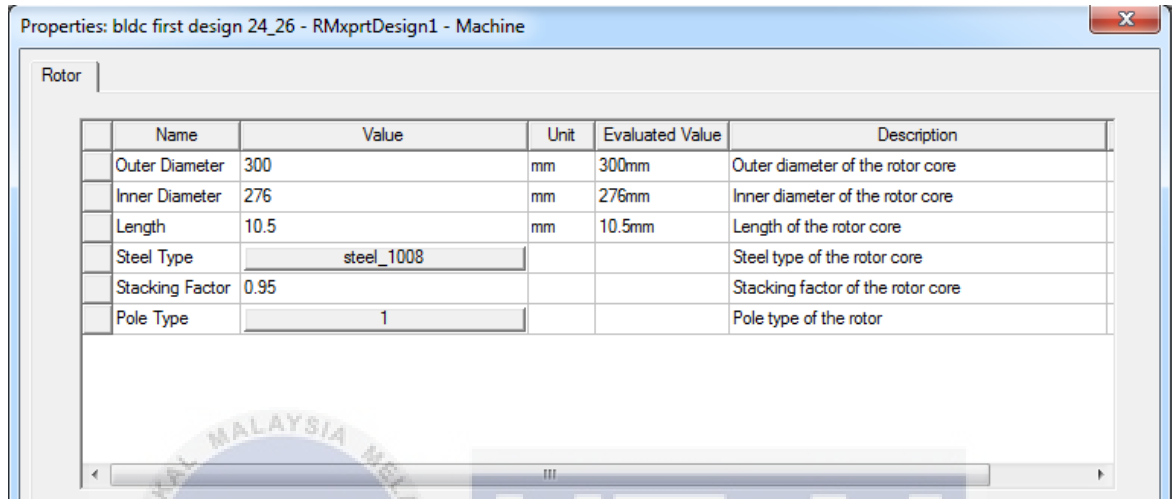 Properties: bldc first design 24_26 - RMxprtDesign1 - Machine
Rotor
Name Value Unit Evaluated Value Description
Outer Diameter 300 mm 300mm Outer diameter of the rotor core
Inner Diameter 276 mm 276mm Inner diameter of the rotor core
Length 10.5 mm 10.5mm Length of the rotor core
Steel Type steel_1008 Steel type of the rotor core
Stacking Factor 0.95 Stacking factor of the rotor core
Pole Type 1 Pole type of the rotor
MALAYSIA